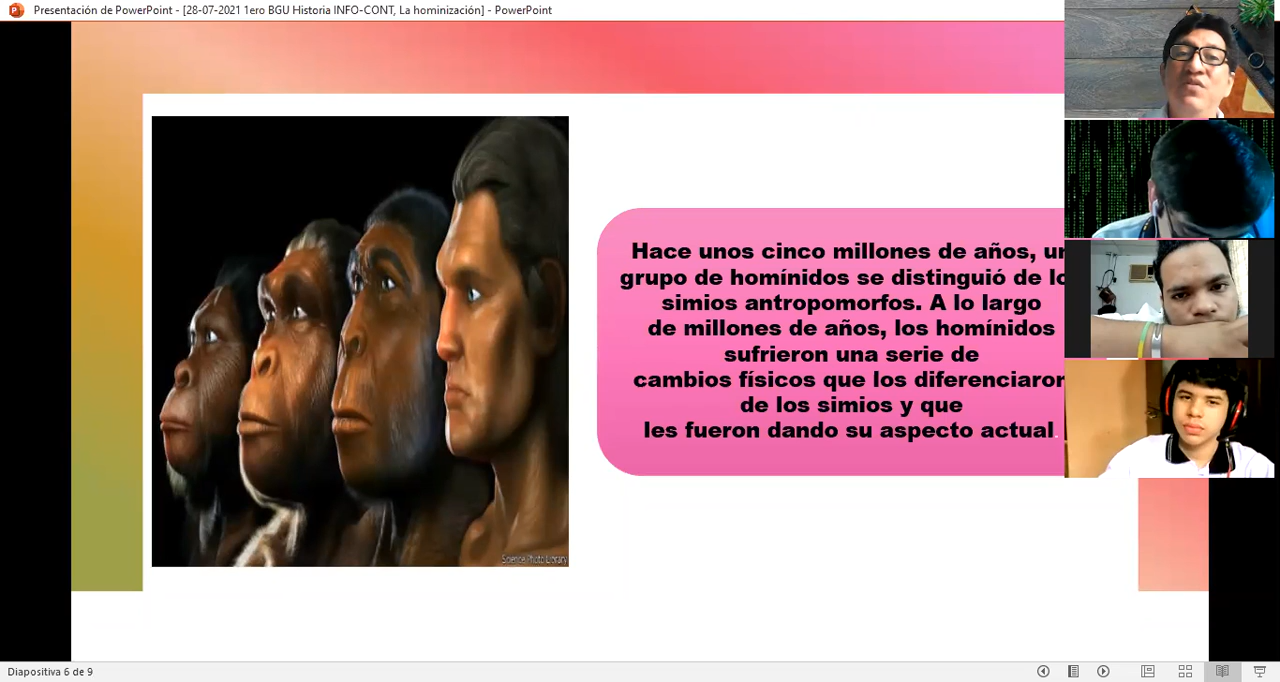 Presentación de PowerPoint - [28-07-2021 1ero BGU Historia INFO-CONT, La hominización] - PowerPoint
Hace unos cinco millones de años, un
grupo de homínidos se distinguió de lo
simios antropomorfos. A lo largo
de millones de años, los homínidos
sufrieron una serie de
cambios físicos que los diferenciaron
de los simios y que
les fueron dando su aspecto actual.
Science Photo Library
Diapositiva 6 de 9